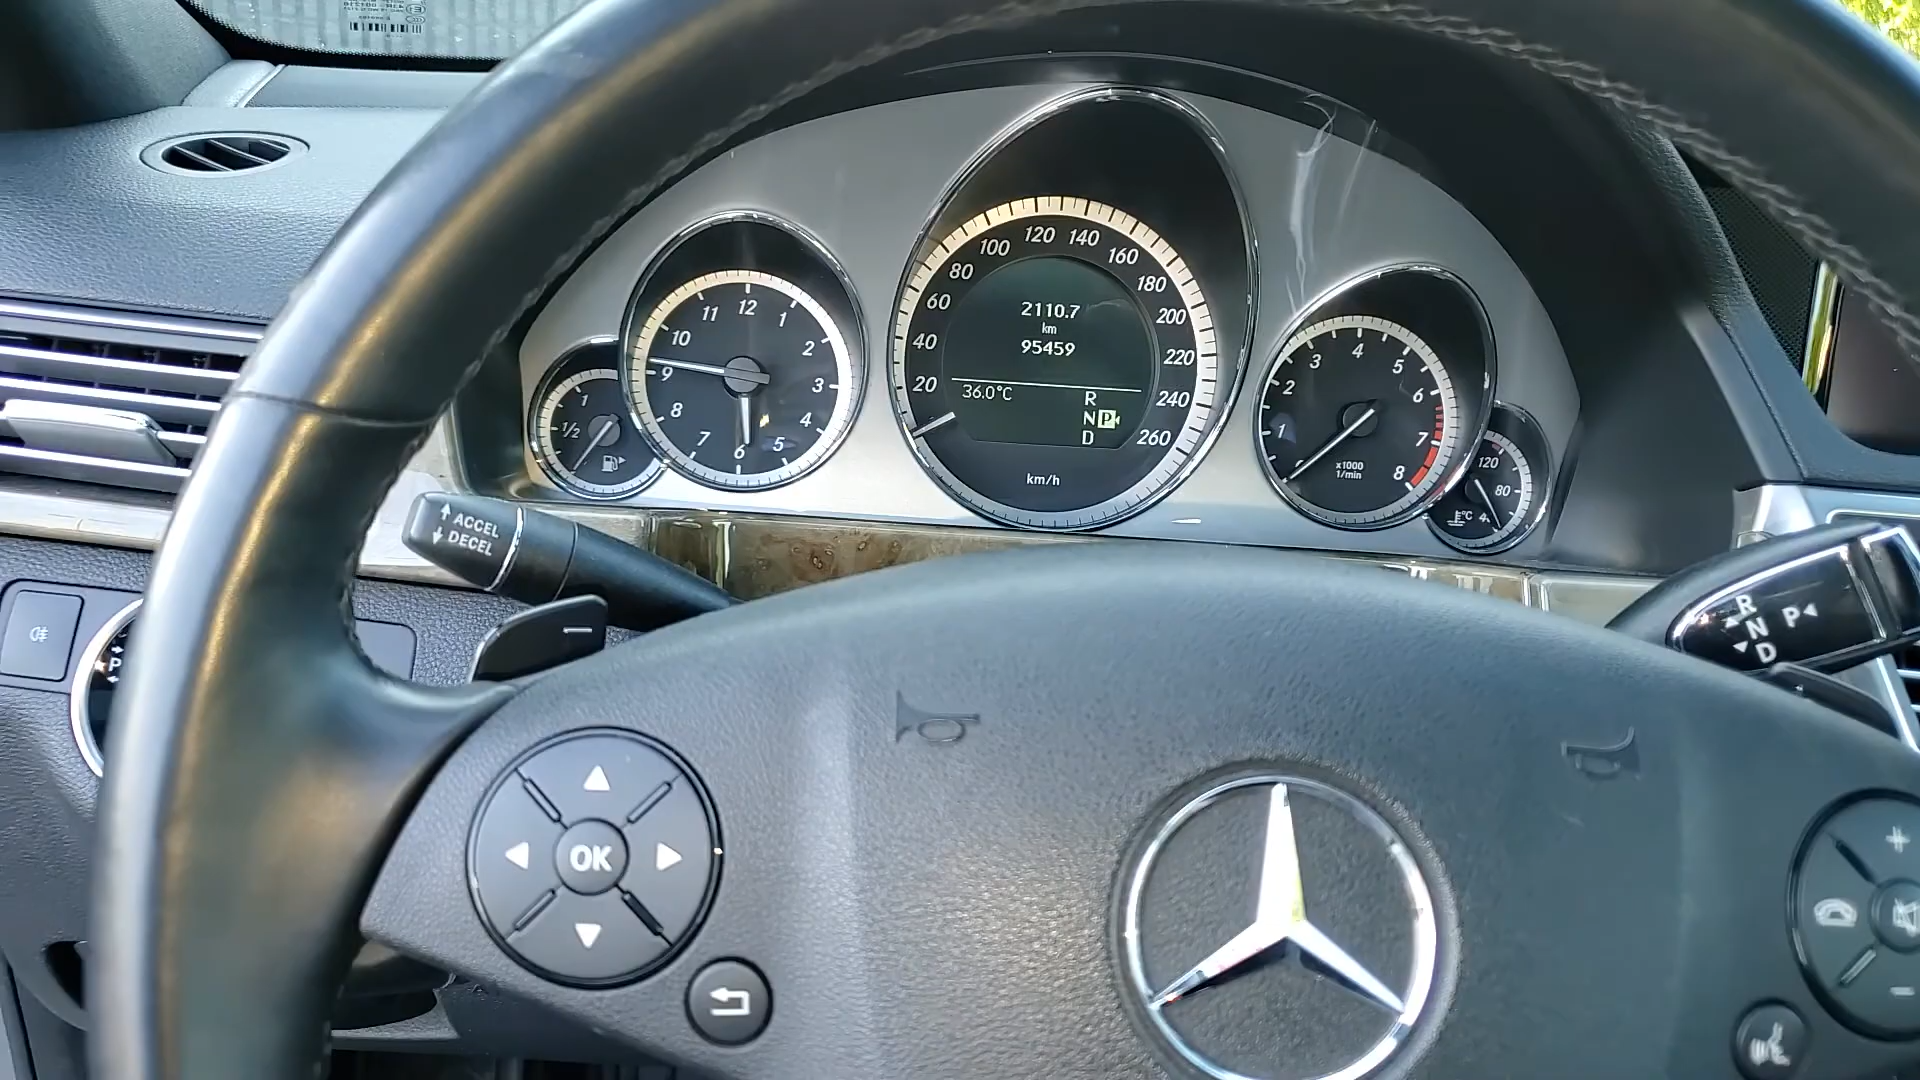 1
1/2
12
1
2
3
4
5
6
7
8
9
10
11
20
40
60
80
100
120
140
160
180
200
220
240
260
2110.7
km
95459
36.0°C
R
N P
D
km/h
1
2
3
4
5
6
7
8
x1000
1/min
120
80
°C
ACCEL
DECEL
R
N P
D
P
OK